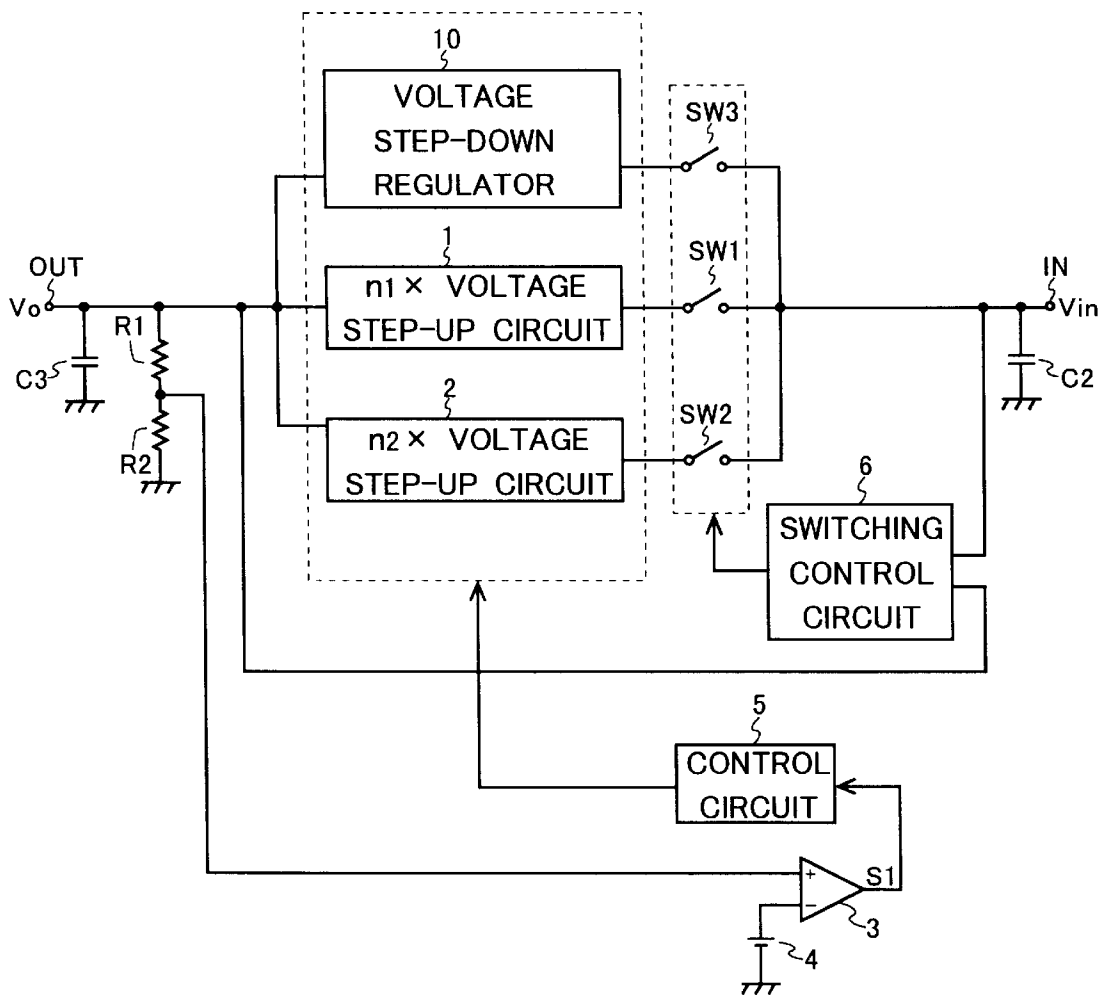 10
VOLTAGE
STEP-DOWN
REGULATOR
SW3
1
SW1
OUT
IN
n1× VOLTAGE
STEP-UP CIRCUIT
Vo
Vin
R1
C3
C2
2
SW2
n2× VOLTAGE
STEP-UP CIRCUIT
R2
6
SWITCHING
CONTROL
CIRCUIT
5
CONTROL
CIRCUIT
+
S1
−
3
4